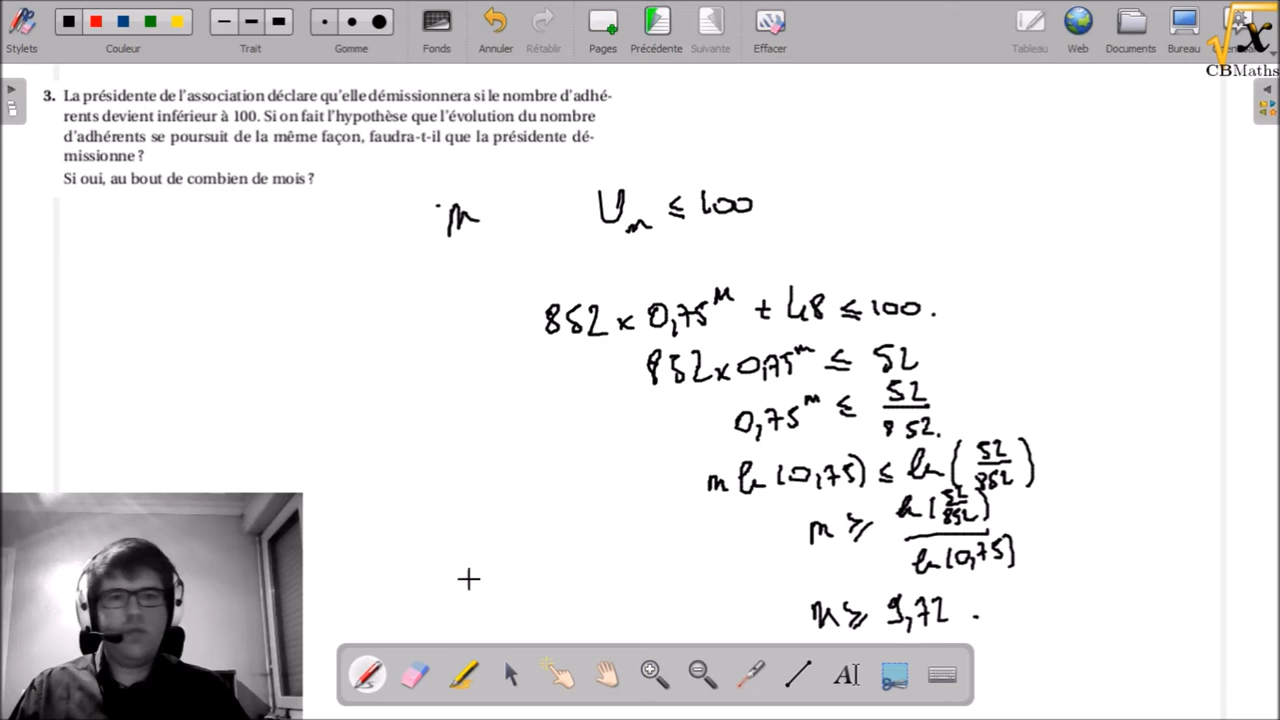 Stylets Couleur Trait Gomme Fonds Annuler Rétablir Pages Précédente Suivante Effacer Tableau Web Documents Bureau
CBMaths
3. La présidente de l'association déclare qu'elle démissionnera si le nombre d'adhé-
rents devient inférieur à 100. Si on fait l'hypothèse que l'évolution du nombre
d'adhérents se poursuit de la même façon, faudra-t-il que la présidente dé-
missionne ?
Si oui, au bout de combien de mois ?
n Un ≤ 100
852 × 0,75^n + 48 ≤ 100.
852 × 0,75^n ≤ 52
0,75^n ≤ 52/852.
n ln(0,75) ≤ ln(52/852)
n ≥ ln(52/852)/ln(0,75)
n ≥ 9,72.
AI